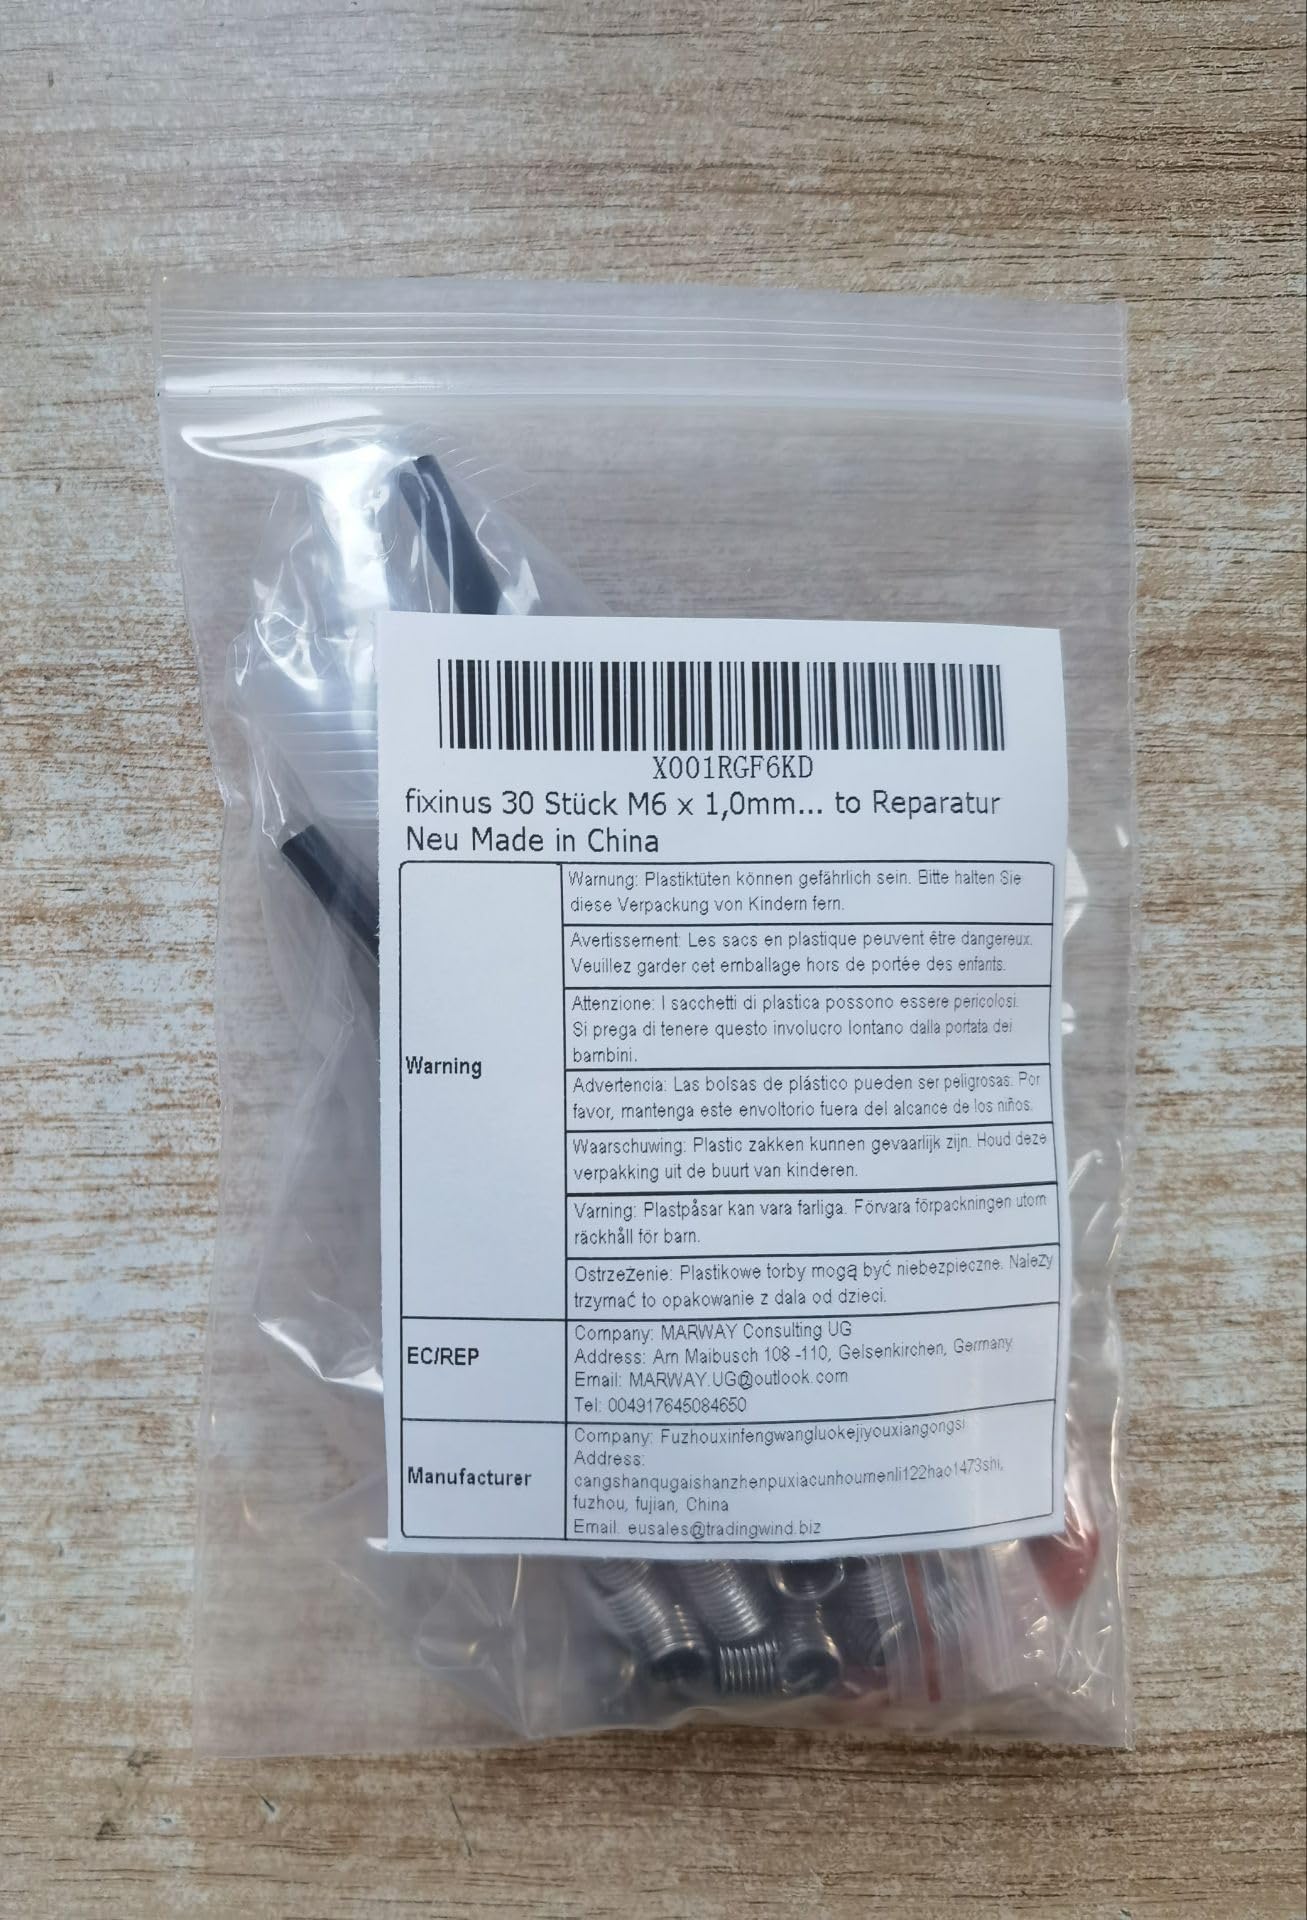 X001RGF6KD
fixinus 30 Stück M6 x 1,0mm... to Reparatur
Neu Made in China
Warning
Warnung: Plastiktüten können gefährlich sein. Bitte halten Sie
diese Verpackung von Kindern fern.
Avertissement: Les sacs en plastique peuvent être dangereux.
Veuillez garder cet emballage hors de portée des enfants.
Attenzione: I sacchetti di plastica possono essere pericolosi.
Si prega di tenere questo involucro lontano dalla portata dei
bambini.
Advertencia: Las bolsas de plástico pueden ser peligrosas. Por
favor, mantenga este envoltorio fuera del alcance de los niños.
Waarschuwing: Plastic zakken kunnen gevaarlijk zijn. Houd deze
verpakking uit de buurt van kinderen.
Varning: Plastpåsar kan vara farliga. Förvara förpackningen utom
räckhåll för barn.
Ostrzeżenie: Plastikowe torby mogą być niebezpieczne. Należy
trzymać to opakowanie z dala od dzieci.
EC/REP
Company: MARWAY Consulting UG
Address: Am Maibusch 108 -110, Gelsenkirchen, Germany
Email: MARWAY.UG@outlook.com
Tel: 004917645084650
Manufacturer
Company: Fuzhouxinfengwangluokejiyouxiangongsi
Address:
cangshanqugaishanzhenpuxiacunhoumenli122hao1473shi,
fuzhou, fujian, China
Email. eusales@tradingwind.biz